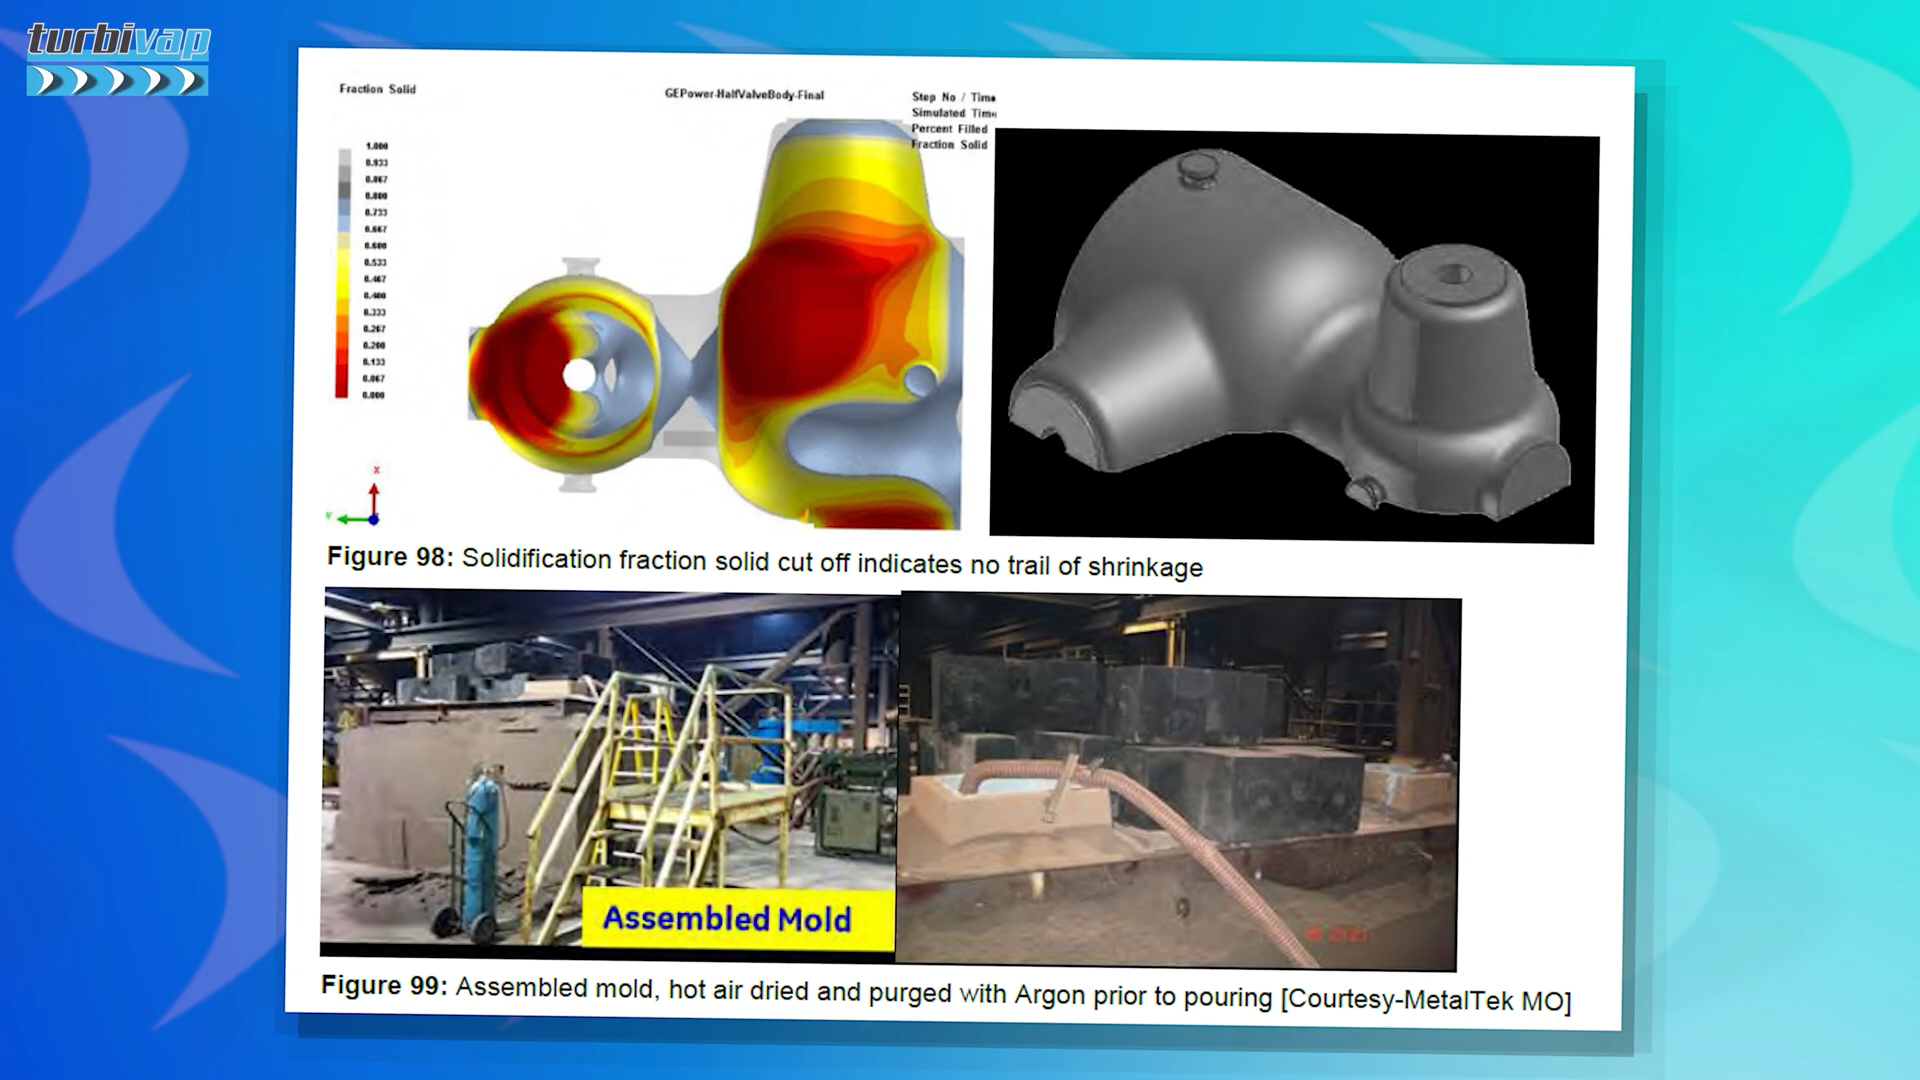 turbivap
Fraction Solid
GEPower-HalfValveBody-Final
Step No / Time
Simulated Time
Percent Filled
Fraction Solid
1.000
0.933
0.867
0.800
0.733
0.667
0.600
0.533
0.467
0.400
0.333
0.267
0.200
0.133
0.067
0.000
X
Y
Figure 98: Solidification fraction solid cut off indicates no trail of shrinkage
Assembled Mold
Figure 99: Assembled mold, hot air dried and purged with Argon prior to pouring [Courtesy-MetalTek MO]